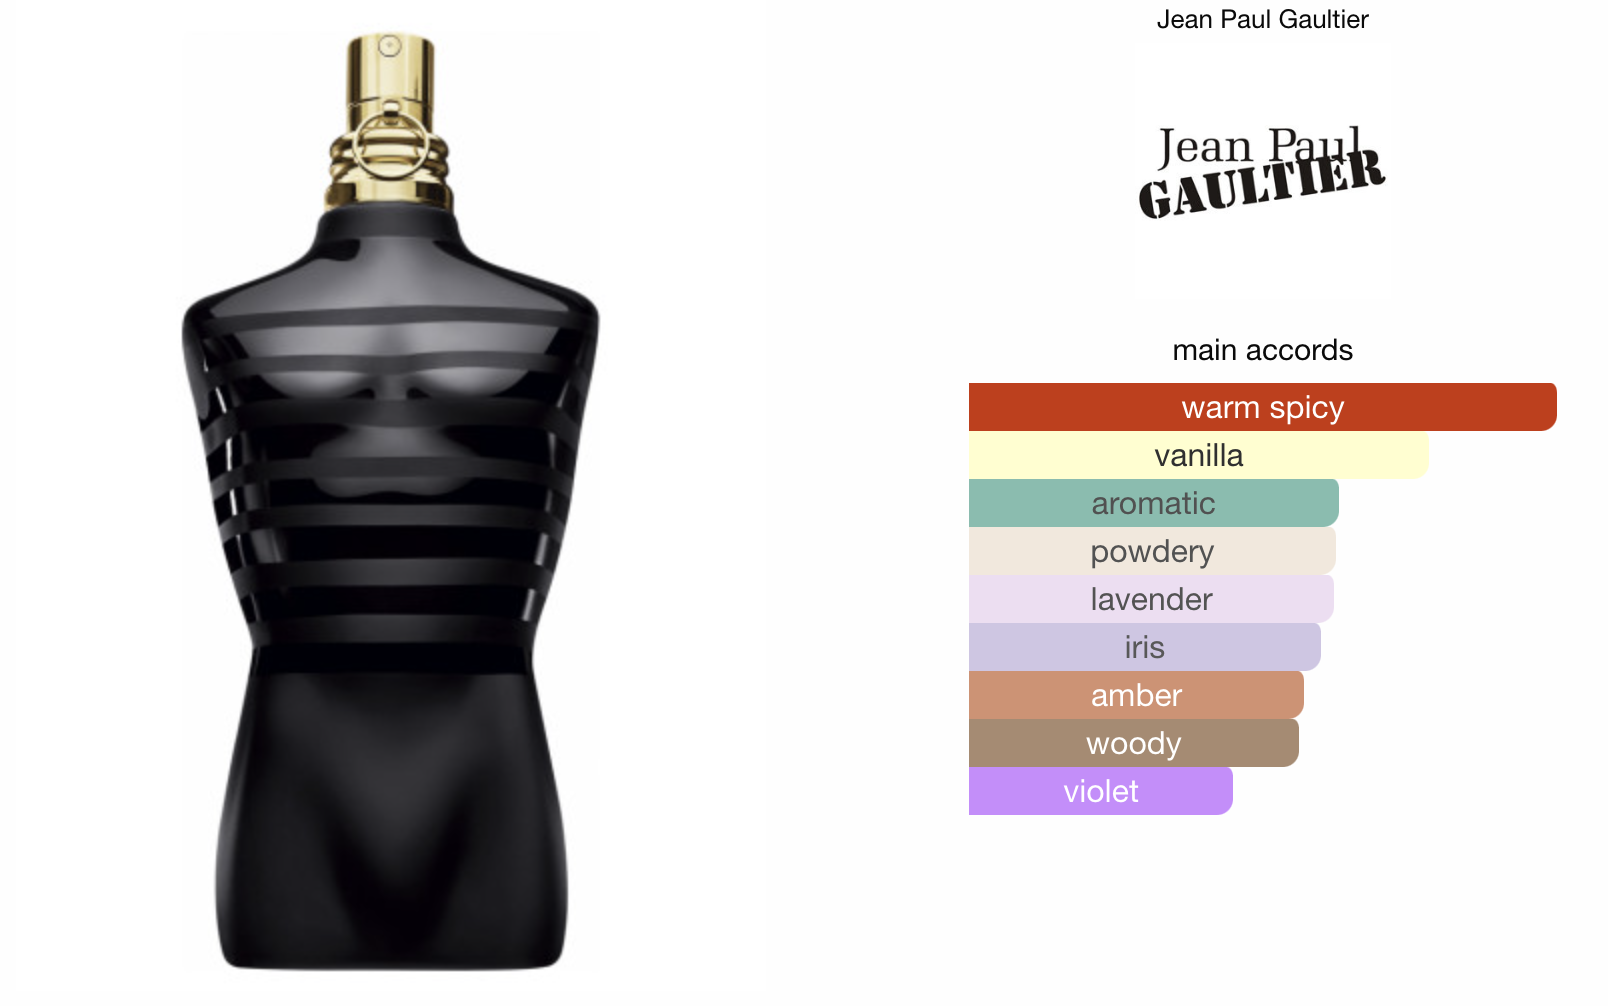 Jean Paul Gaultier
Jean Paul
GAULTIER
main accords
warm spicy
vanilla
aromatic
powdery
lavender
iris
amber
woody
violet